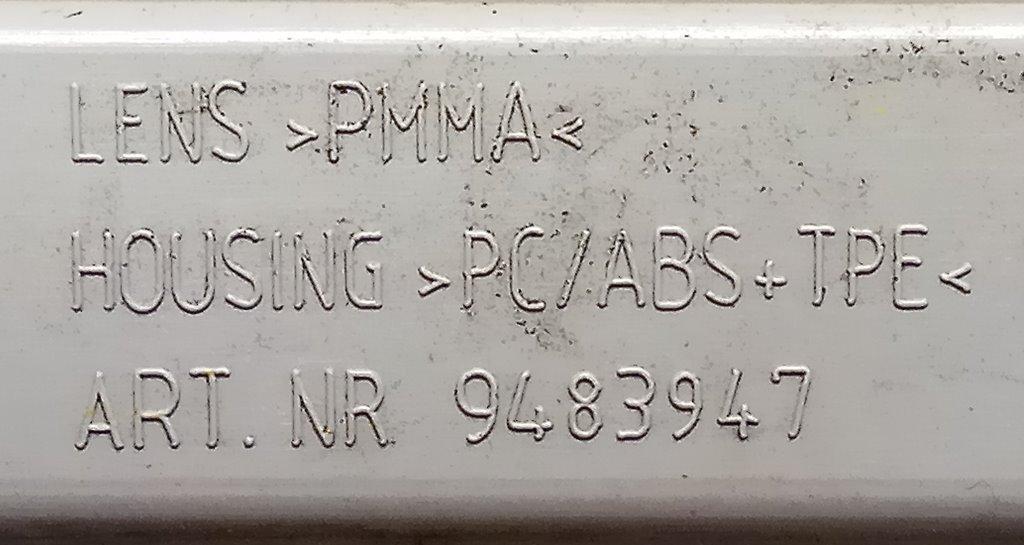 LENS >PMMA<
HOUSING >PC/ABS+TPE<
ART. NR 9483947